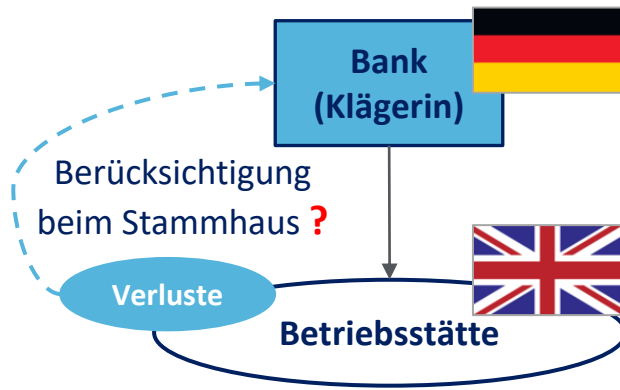 Bank
(Klägerin)
Berücksichtigung
beim Stammhaus ?
Verluste
Betriebsstätte